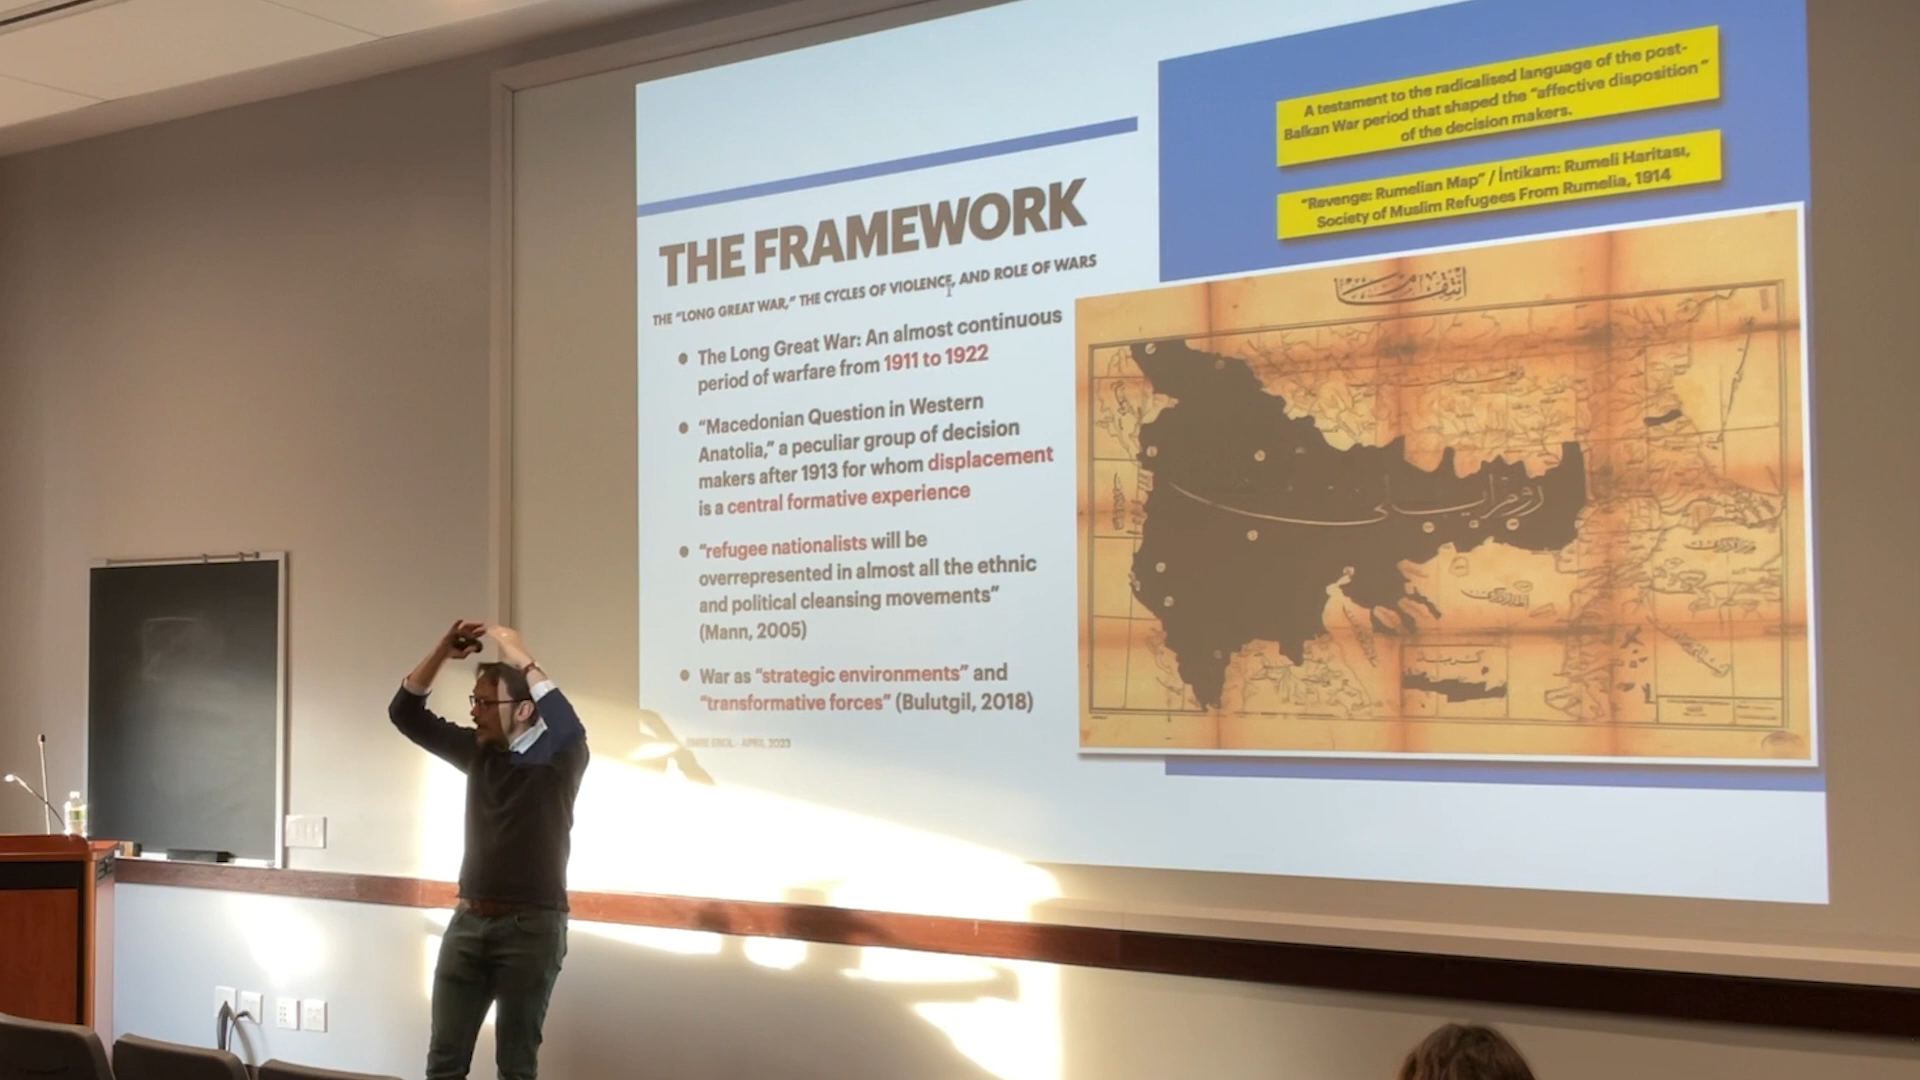 THE FRAMEWORK
THE “LONG GREAT WAR,” THE CYCLES OF VIOLENCE, AND ROLE OF WARS
• The Long Great War: An almost continuous
period of warfare from 1911 to 1922
• “Macedonian Question in Western
Anatolia,” a peculiar group of decision
makers after 1913 for whom displacement
is a central formative experience
• “refugee nationalists will be
overrepresented in almost all the ethnic
and political cleansing movements”
(Mann, 2005)
• War as “strategic environments” and
“transformative forces” (Bulutgil, 2018)
EMRE EROL - APRIL 2023
A testament to the radicalised language of the post-
Balkan War period that shaped the “affective disposition”
of the decision makers.
“Revenge: Rumelian Map” / İntikam: Rumeli Haritası,
Society of Muslim Refugees From Rumelia, 1914
انتقام
روم ایلی